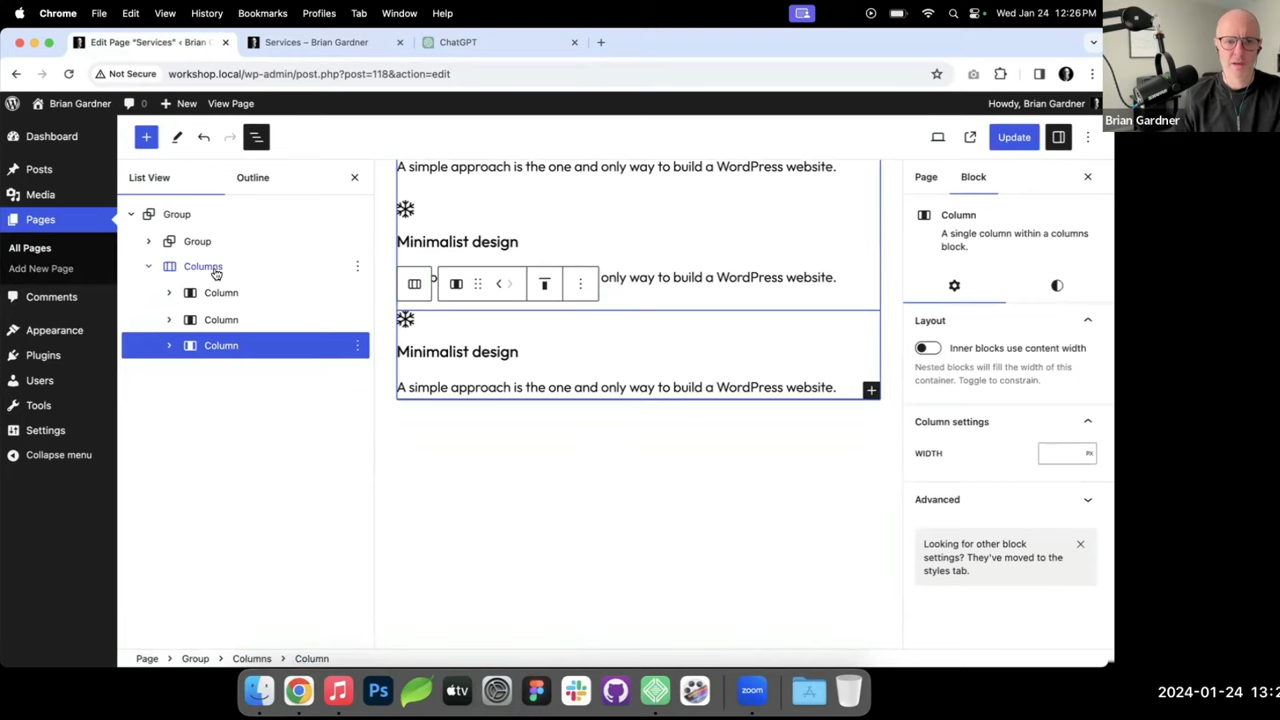 Chrome File Edit View History Bookmarks Profiles Tab Window Help Wed Jan 24 12:26 PM
Edit Page “Services” ‹ Brian G Services – Brian Gardner ChatGPT
Not Secure workshop.local/wp-admin/post.php?post=118&action=edit
Brian Gardner 0 New View Page Howdy, Brian Gardner
Brian Gardner
Dashboard
Posts
Media
Pages
All Pages
Add New Page
Comments
Appearance
Plugins
Users
Tools
Settings
Collapse menu
Update
List View Outline
Group
Group
Columns
Column
Column
Column
A simple approach is the one and only way to build a WordPress website.
Minimalist design
only way to build a WordPress website.
Minimalist design
A simple approach is the one and only way to build a WordPress website.
Page Block
Column
A single column within a columns
block.
Layout
Inner blocks use content width
Nested blocks will fill the width of this
container. Toggle to constrain.
Column settings
WIDTH PX
Advanced
Looking for other block
settings? They've moved to the
styles tab.
Page Group Columns Column
tv Ps zoom
2024-01-24 13:2